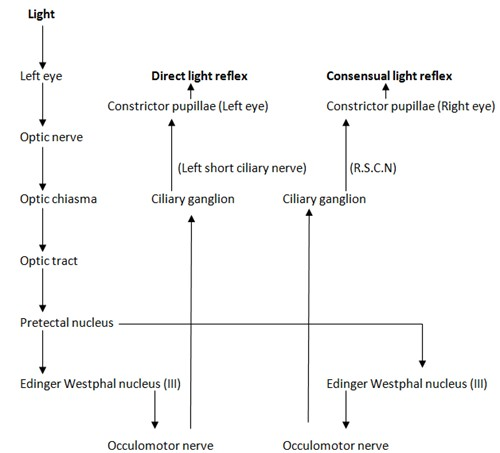 Light
Left eye
Direct light reflex
Consensual light reflex
Constrictor pupillae (Left eye)
Constrictor pupillae (Right eye)
Optic nerve
(Left short ciliary nerve)
(R.S.C.N)
Optic chiasma
Ciliary ganglion
Ciliary ganglion
Optic tract
Pretectal nucleus
Edinger Westphal nucleus (III)
Edinger Westphal nucleus (III)
Occulomotor nerve
Occulomotor nerve